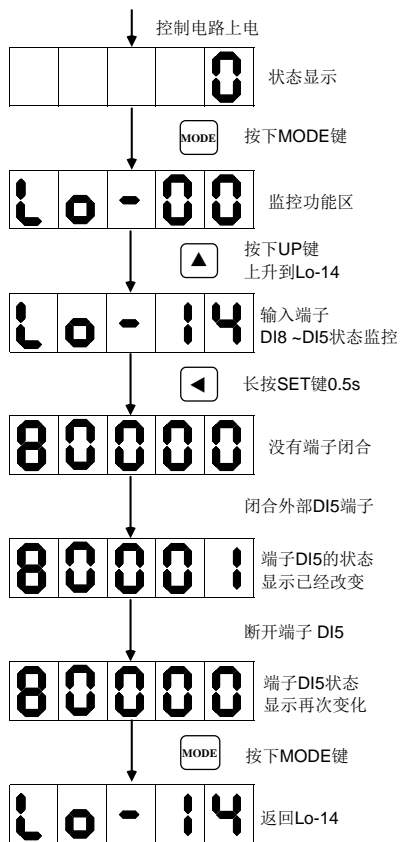 控制电路上电
0
状态显示
MODE
按下MODE键
Lo-00
监控功能区
按下UP键
上升到Lo-14
Lo-14
输入端子
DI8 ~DI5状态监控
长按SET键0.5s
80000
没有端子闭合
闭合外部DI5端子
80001
端子DI5的状态
显示已经改变
断开端子 DI5
80000
端子DI5状态
显示再次变化
MODE
按下MODE键
Lo-14
返回Lo-14